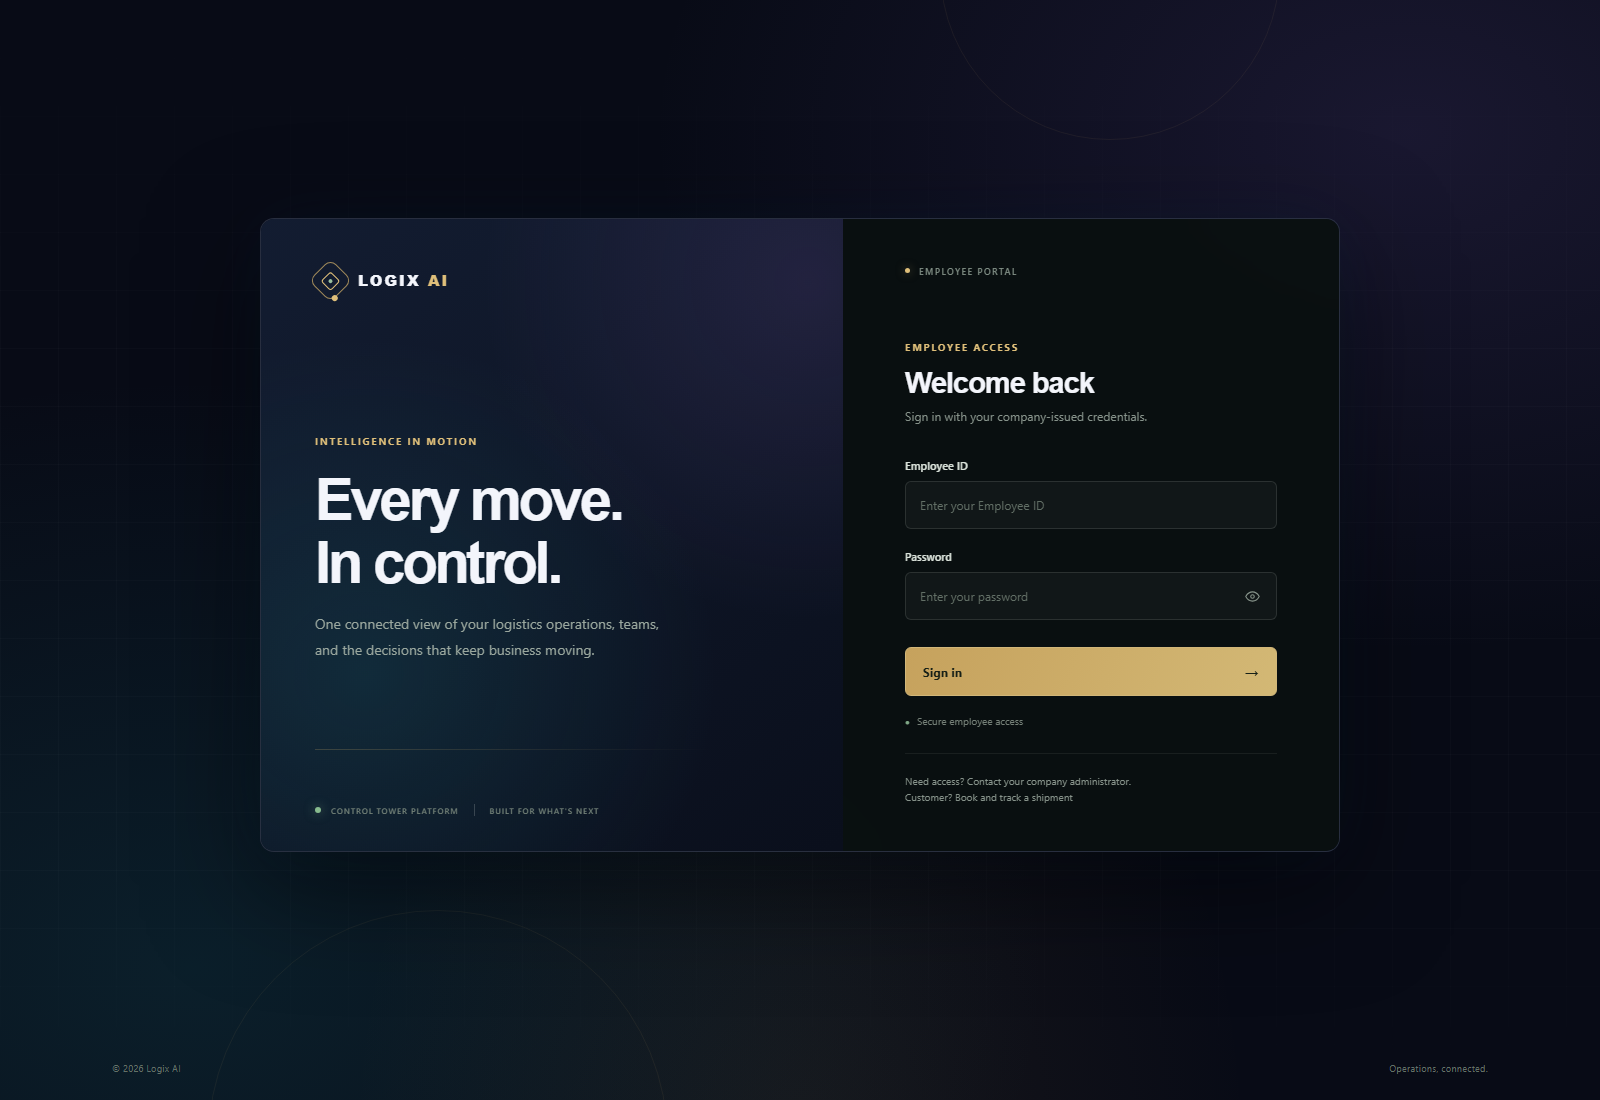 LOGIX AI
INTELLIGENCE IN MOTION
Every move.
In control.
One connected view of your logistics operations, teams,
and the decisions that keep business moving.
CONTROL TOWER PLATFORM
BUILT FOR WHAT'S NEXT
EMPLOYEE PORTAL
EMPLOYEE ACCESS
Welcome back
Sign in with your company-issued credentials.
Employee ID
Enter your Employee ID
Password
Enter your password
Sign in →
Secure employee access
Need access? Contact your company administrator.
Customer? Book and track a shipment
© 2026 Logix AI
Operations, connected.